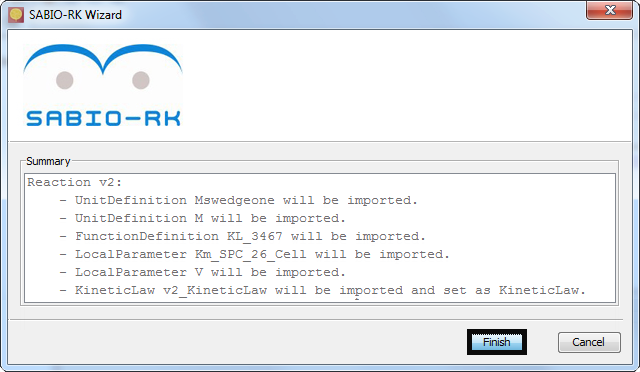 SABIO-RK Wizard
SABIO-RK
Summary
Reaction v2:
- UnitDefinition Mswedgeone will be imported.
- UnitDefinition M will be imported.
- FunctionDefinition KL_3467 will be imported.
- LocalParameter Km_SPC_26_Cell will be imported.
- LocalParameter V will be imported.
- KineticLaw v2_KineticLaw will be imported and set as KineticLaw.
Finish
Cancel